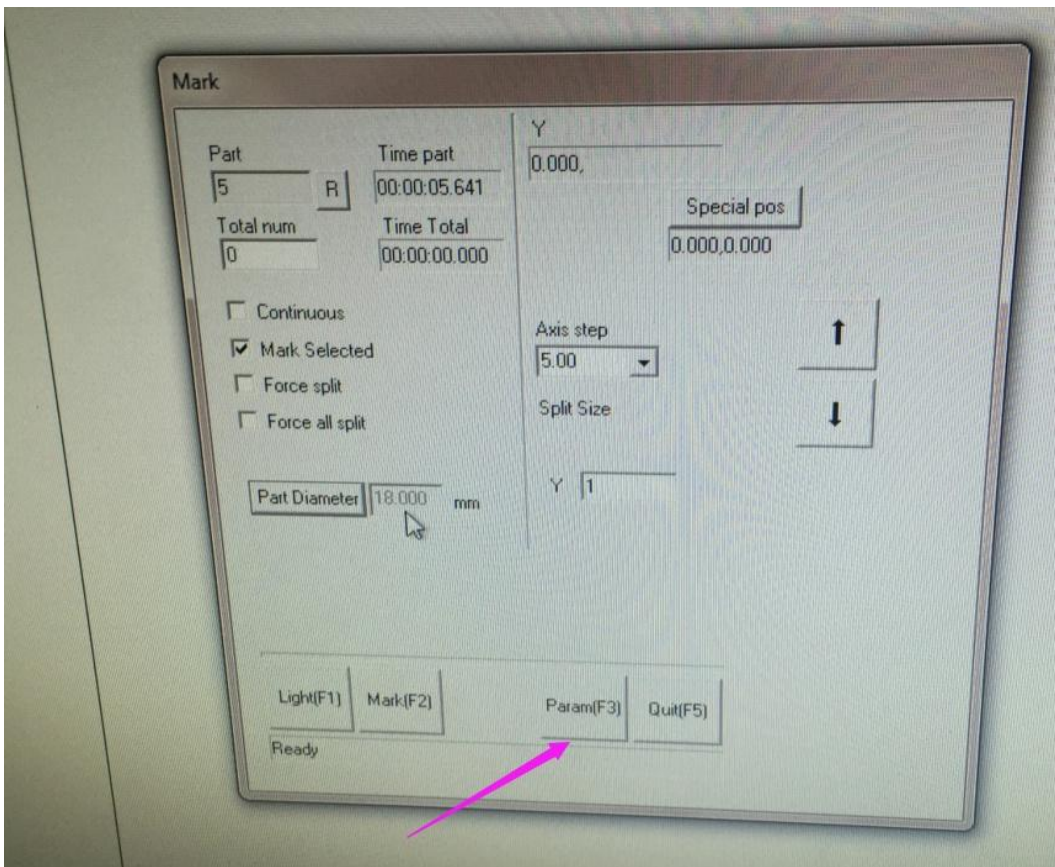 Mark
Part
Time part
5
R
00:00:05.641
Total num
Time Total
0
00:00:00.000
Continuous
Mark Selected
Force split
Force all split
Part Diameter
18.000
mm
Y
0.000,
Special pos
0.000,0.000
Axis step
5.00
Split Size
Y
1
Light(F1)
Mark(F2)
Param(F3)
Quit(F5)
Ready